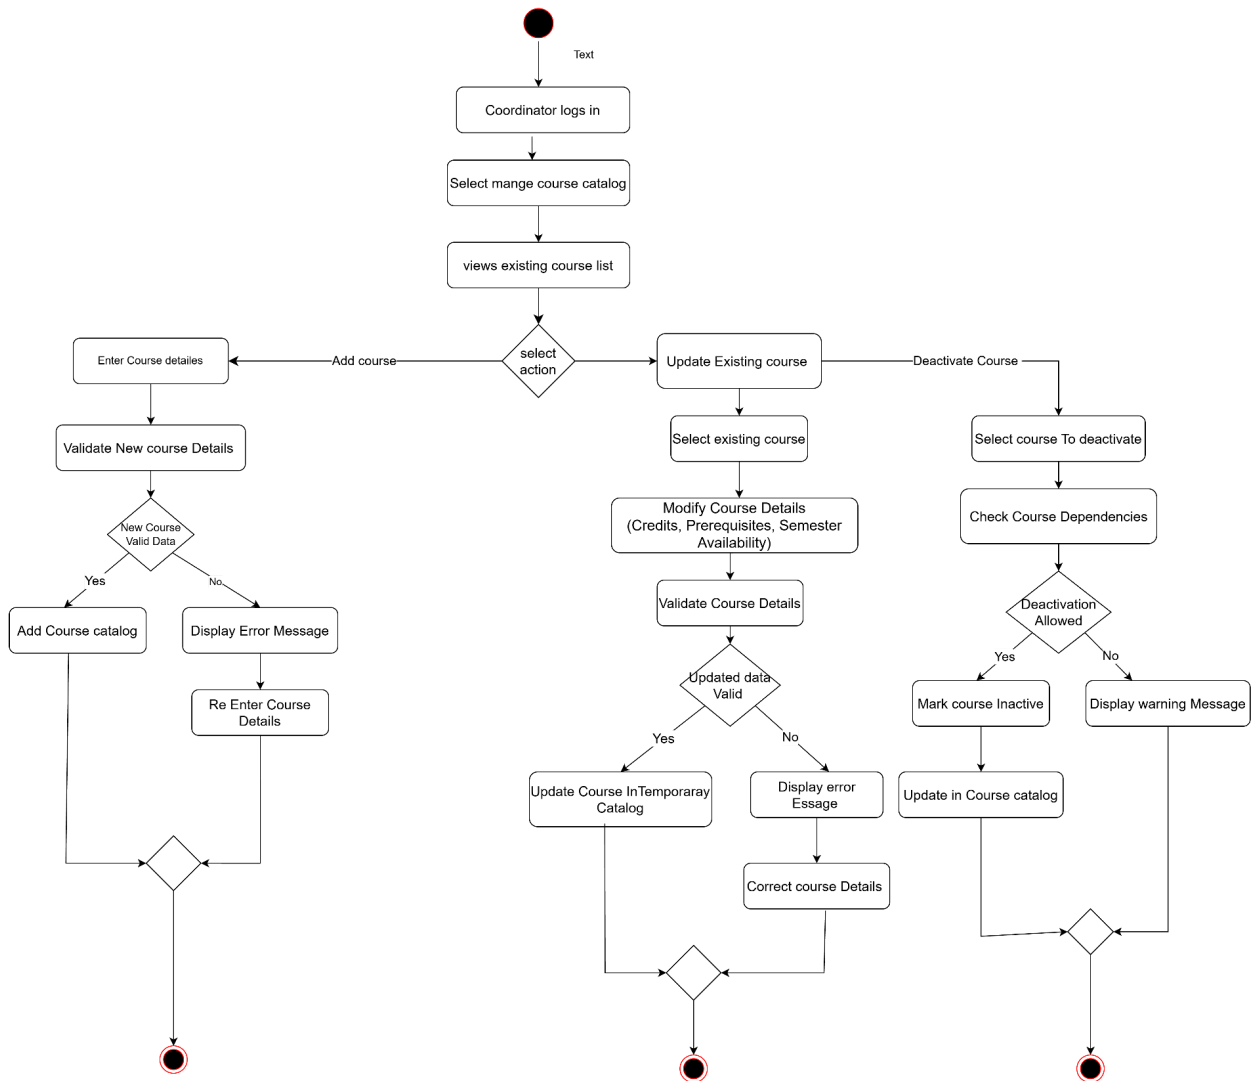 Text
Coordinator logs in
Select mange course catalog
views existing course list
select
action
Add course
Enter Course detailes
Validate New course Details
New Course
Valid Data
Yes
No
Add Course catalog
Display Error Message
Re Enter Course
Details
Update Existing course
Select existing course
Modify Course Details
(Credits, Prerequisites, Semester
Availability)
Validate Course Details
Updated data
Valid
Yes
No
Update Course InTemporaray
Catalog
Display error
Essage
Correct course Details
Deactivate Course
Select course To deactivate
Check Course Dependencies
Deactivation
Allowed
Yes
No
Mark course Inactive
Display warning Message
Update in Course catalog